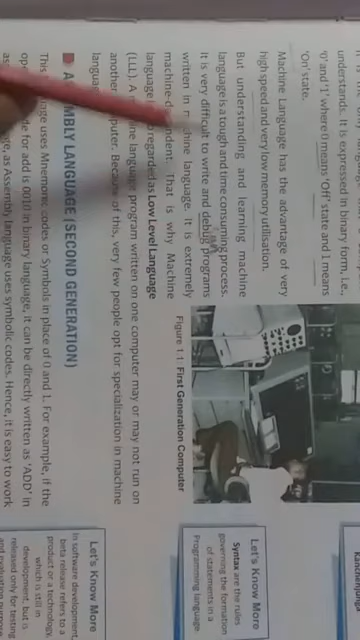 understands. It is expressed in binary form, i.e.,
'0' and '1' where 0 means 'Off' state and 1 means
'On' state.
Machine Language has the advantage of very
high speed and very low memory utilisation.
But understanding and learning machine
language is a tough and time consuming process.
It is very difficult to write and debug programs
written in machine language. It is extremely
machine-dependent. That is why Machine
language is also regarded as Low Level Language
(LLL). A machine language program written on one computer may or may not run on
another computer. Because of this, very few people opt for specialization in machine
language
Figure 1.1: First Generation Computer
ASSEMBLY LANGUAGE (SECOND GENERATION)
This language uses Mnemonic codes or Symbols in place of 0 and 1. For example, if the
code for add is 0010 in binary language, it can be directly written as 'ADD' in
as Assembly language uses symbolic codes. Hence, it is easy to work
Let's Know More
Syntax are the rules
governing the formation
of statements in a
Programming language.
Let's Know More
In software development,
beta release refers to a
product or a technology,
which is still in
development, but is
released only for testing
and evaluation